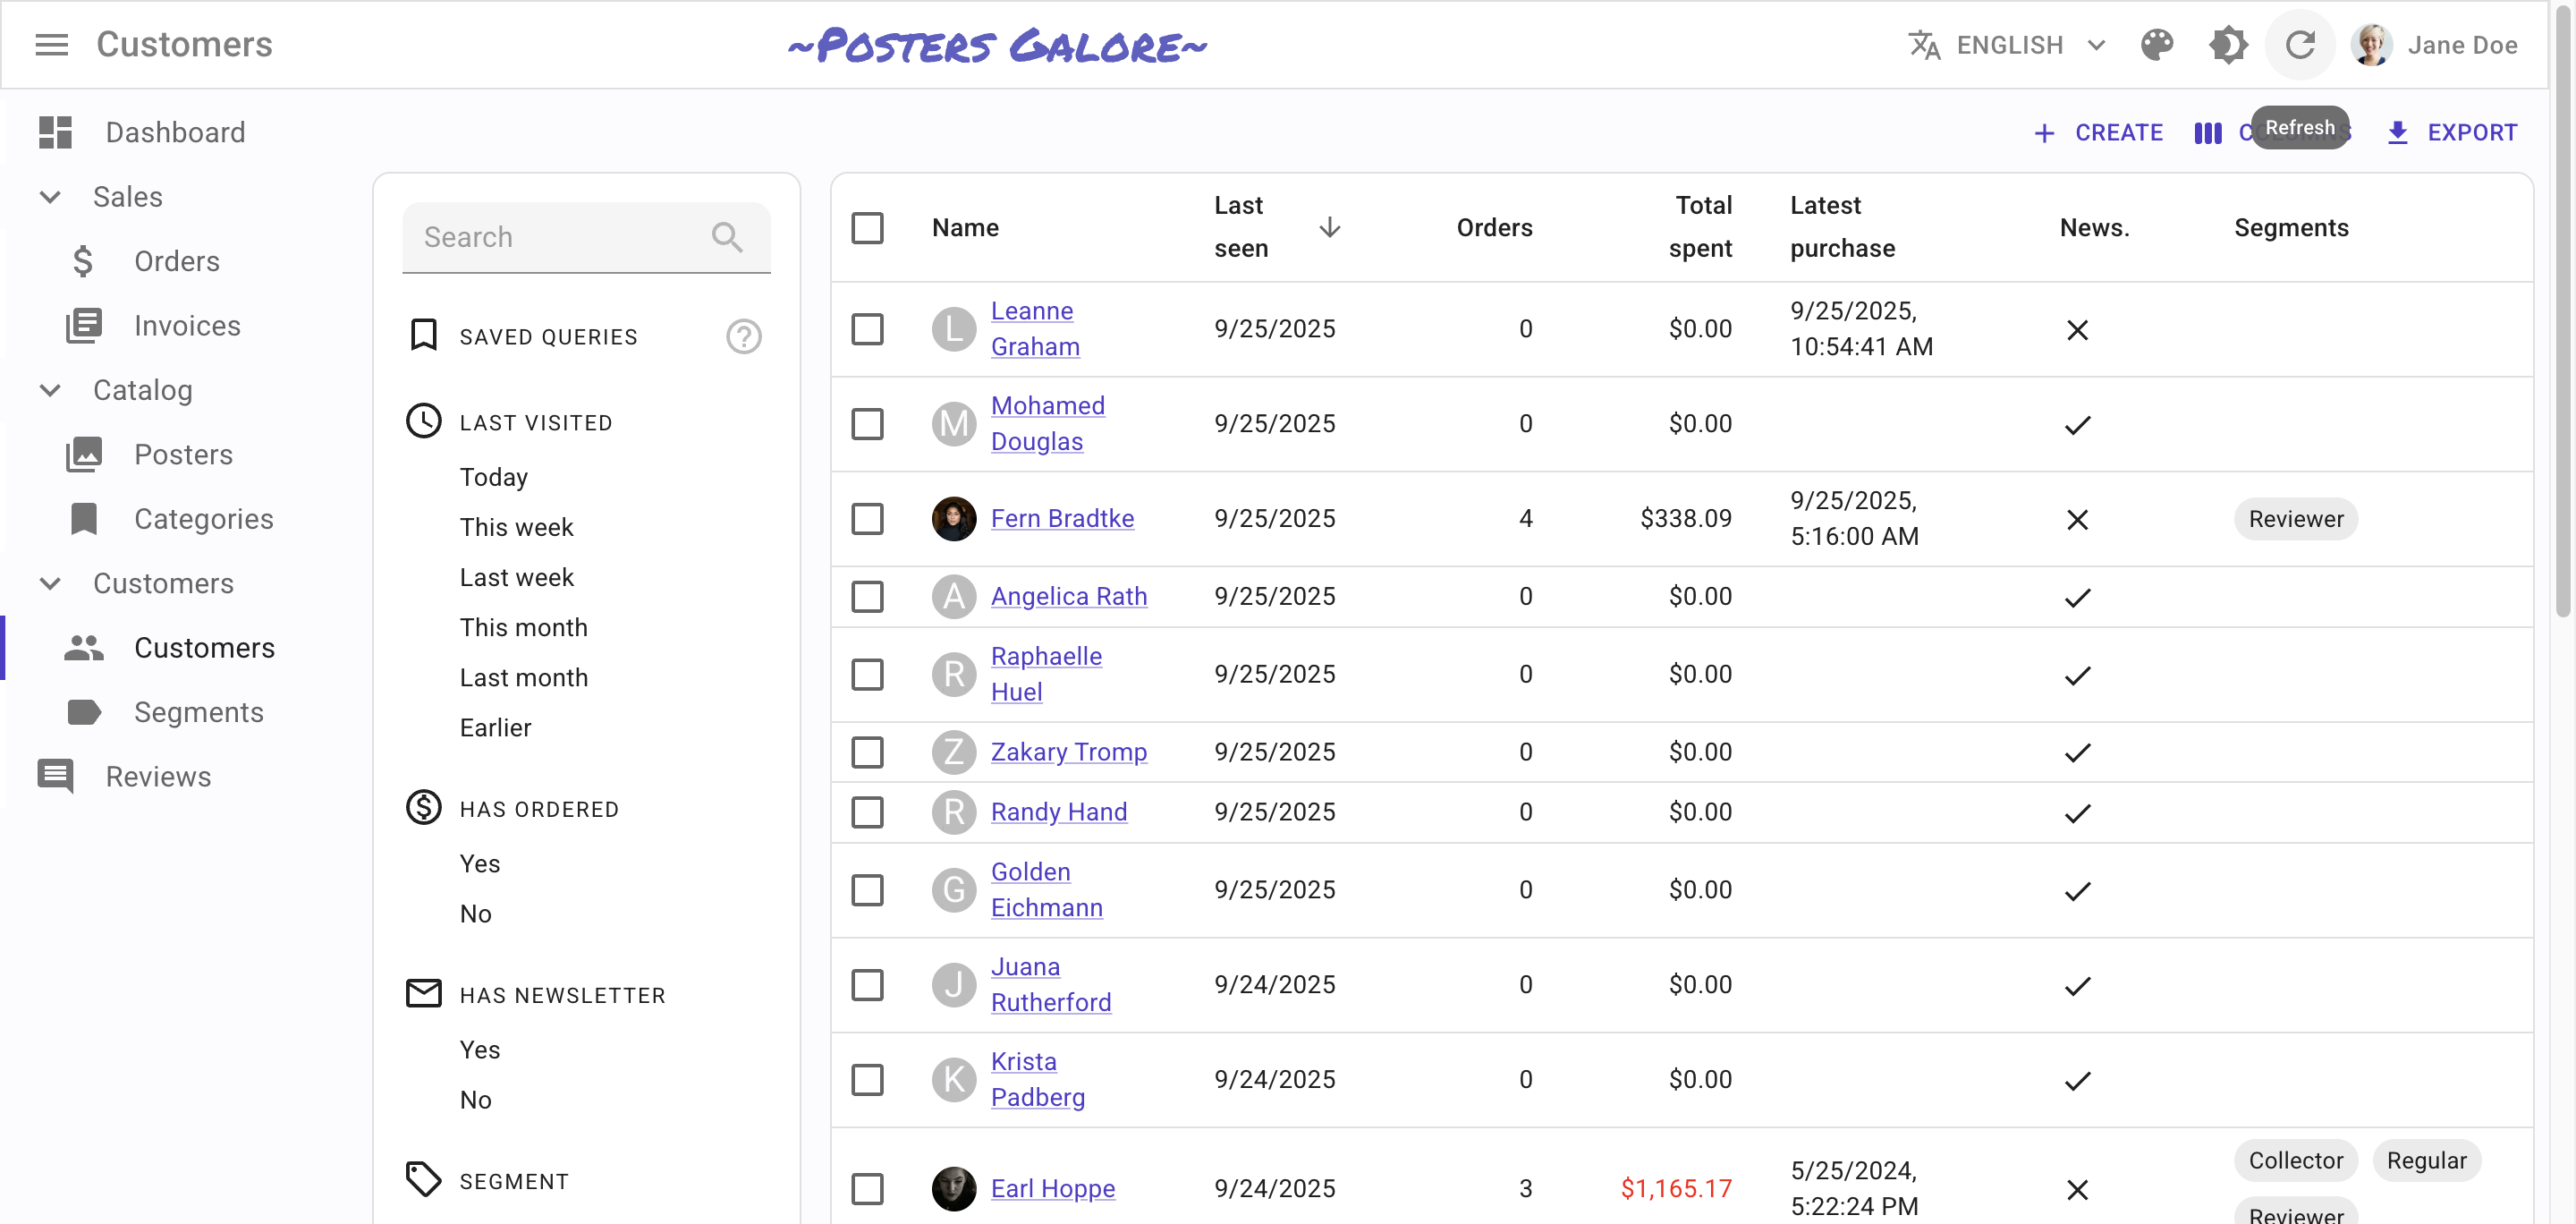 Customers
~Posters Galore~
ENGLISH
Jane Doe
Dashboard
Sales
Orders
Invoices
Catalog
Posters
Categories
Customers
Customers
Segments
Reviews
CREATE
Refresh
EXPORT
Search
SAVED QUERIES
LAST VISITED
Today
This week
Last week
This month
Last month
Earlier
HAS ORDERED
Yes
No
HAS NEWSLETTER
Yes
No
SEGMENT
Name
Last
seen
Orders
Total
spent
Latest
purchase
News.
Segments
L
Leanne
Graham
9/25/2025
0
$0.00
9/25/2025,
10:54:41 AM
M
Mohamed
Douglas
9/25/2025
0
$0.00
Fern Bradtke
9/25/2025
4
$338.09
9/25/2025,
5:16:00 AM
Reviewer
A
Angelica Rath
9/25/2025
0
$0.00
R
Raphaelle
Huel
9/25/2025
0
$0.00
Z
Zakary Tromp
9/25/2025
0
$0.00
R
Randy Hand
9/25/2025
0
$0.00
G
Golden
Eichmann
9/25/2025
0
$0.00
J
Juana
Rutherford
9/24/2025
0
$0.00
K
Krista
Padberg
9/24/2025
0
$0.00
Earl Hoppe
9/24/2025
3
$1,165.17
5/25/2024,
5:22:24 PM
Collector
Regular
Reviewer